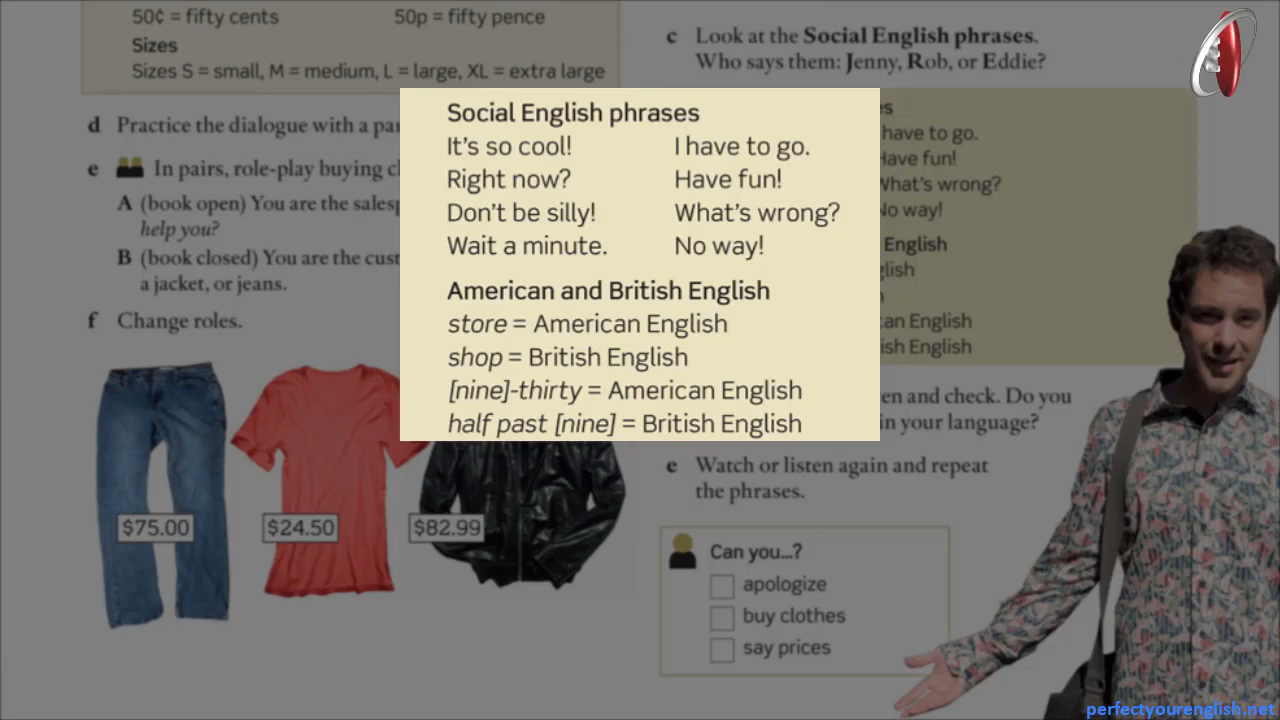 50¢ = fifty cents 50p = fifty pence
Sizes
Sizes S = small, M = medium, L = large, XL = extra large
d Practice the dialogue with a
e In pairs, role-play buying
A (book open) You are the
help you?
B (book closed) You are the
a jacket, or jeans.
f Change roles.
$75.00
$24.50
$82.99
c Look at the Social English phrases.
Who says them: Jenny, Rob, or Eddie?
have to go.
Have fun!
What's wrong?
No way!
English
Social English phrases
It's so cool! I have to go.
Right now? Have fun!
Don't be silly! What's wrong?
Wait a minute. No way!
American and British English
store = American English
shop = British English
[nine]-thirty = American English
half past [nine] = British English
English
English
and check. Do you
in your language?
e Watch or listen again and repeat
the phrases.
Can you...?
apologize
buy clothes
say prices
perfectyourenglish.net